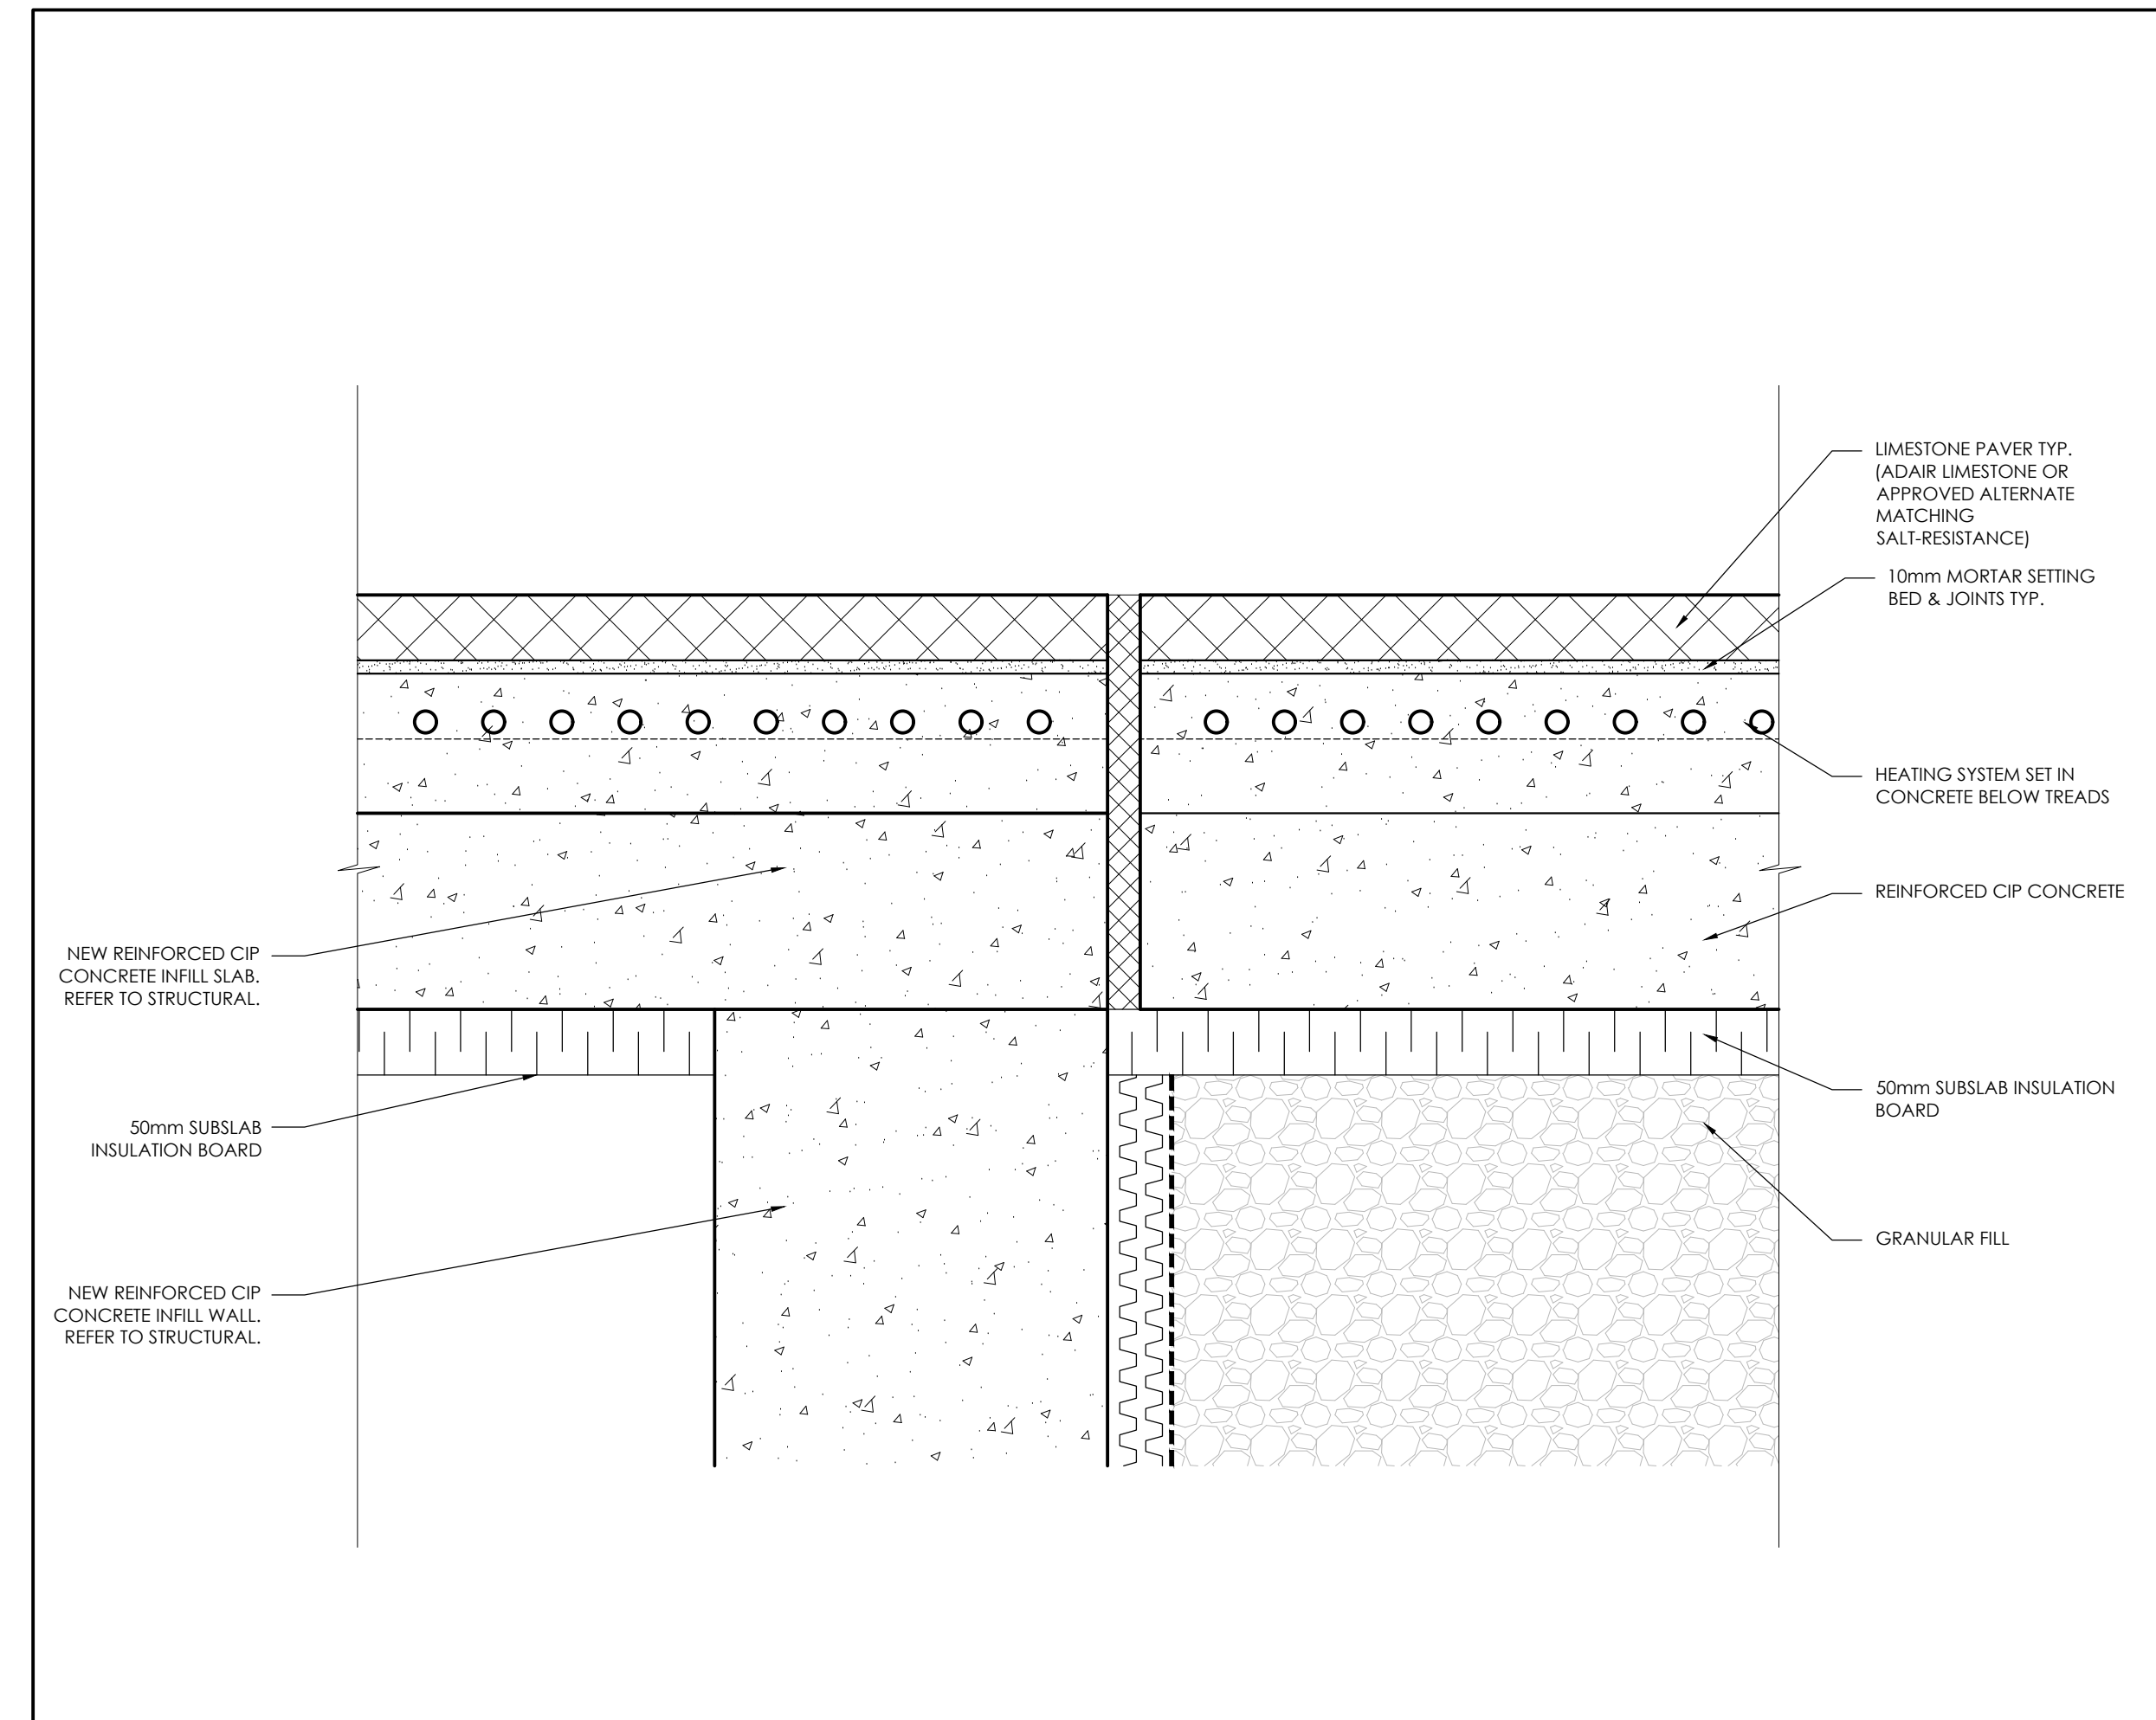 LIMESTONE PAVER TYP.
(ADAIR LIMESTONE OR
APPROVED ALTERNATE
MATCHING
SALT-RESISTANCE)
10mm MORTAR SETTING
BED & JOINTS TYP.
HEATING SYSTEM SET IN
CONCRETE BELOW TREADS
REINFORCED CIP CONCRETE
50mm SUBSLAB INSULATION
BOARD
GRANULAR FILL
NEW REINFORCED CIP
CONCRETE INFILL SLAB.
REFER TO STRUCTURAL.
50mm SUBSLAB
INSULATION BOARD
NEW REINFORCED CIP
CONCRETE INFILL WALL.
REFER TO STRUCTURAL.